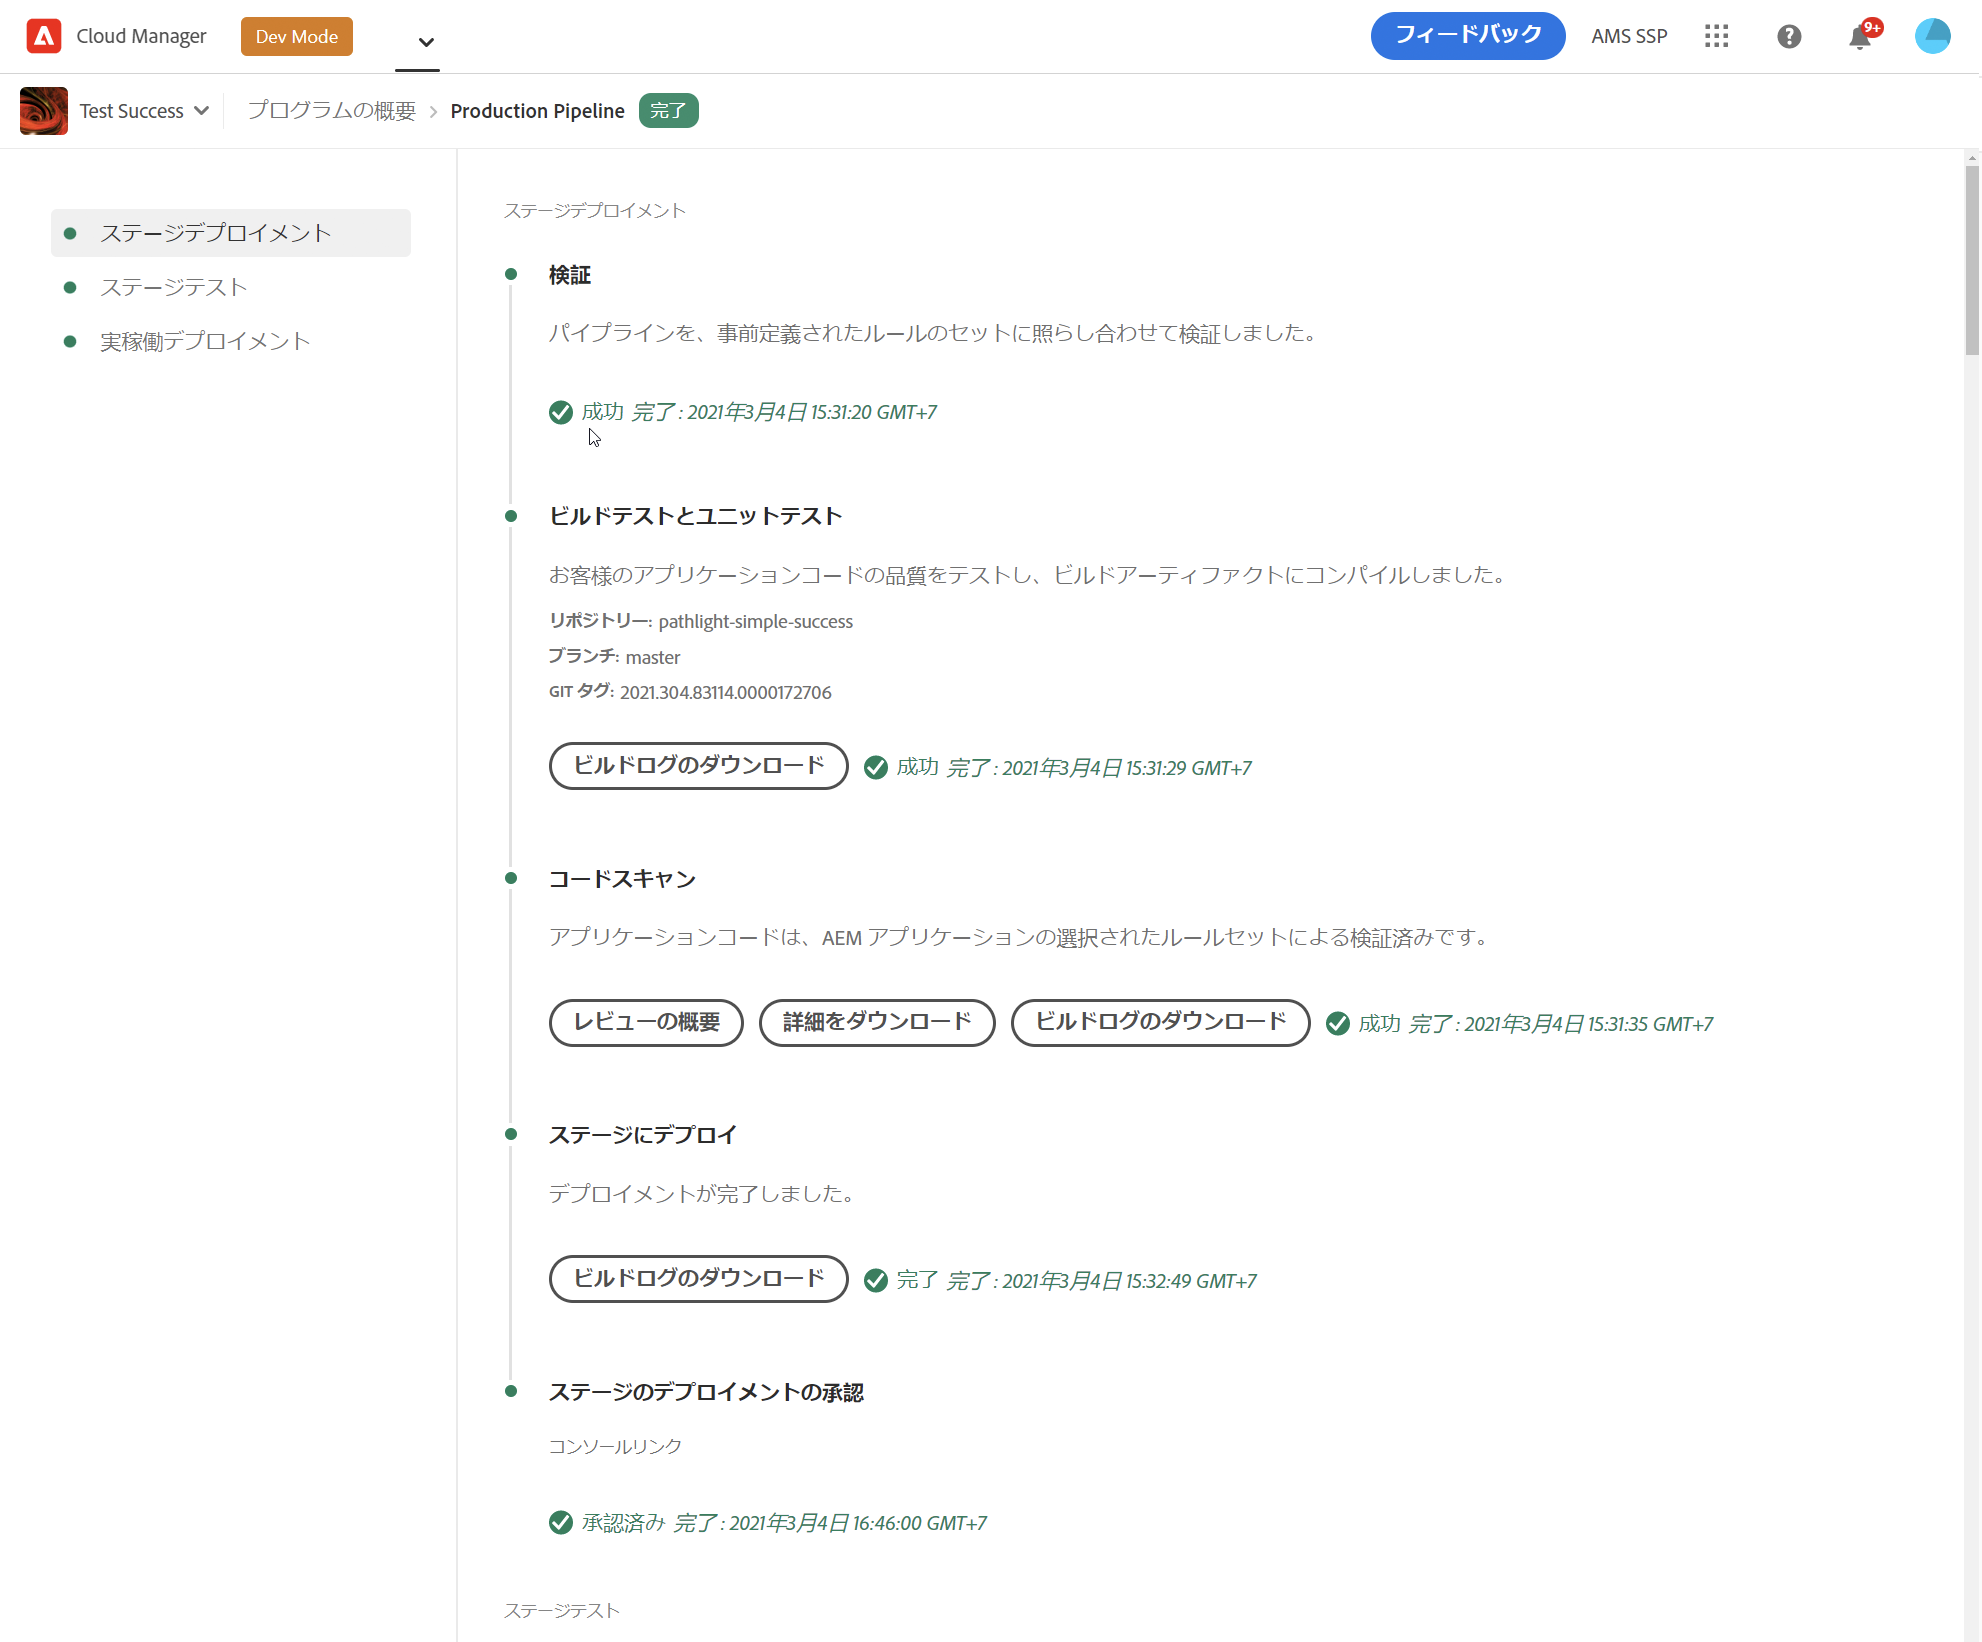 Cloud Manager Dev Mode フィードバック AMS SSP 9+
Test Success プログラムの概要 Production Pipeline 完了
ステージデプロイメント
ステージテスト
実稼働デプロイメント
ステージデプロイメント
検証
パイプラインを、事前定義されたルールのセットに照らし合わせて検証しました。
成功 完了 : 2021年3月4日 15:31:20 GMT+7
ビルドテストとユニットテスト
お客様のアプリケーションコードの品質をテストし、ビルドアーティファクトにコンパイルしました。
リポジトリー: pathlight-simple-success
ブランチ: master
GIT タグ: 2021.304.83114.0000172706
ビルドログのダウンロード 成功 完了 : 2021年3月4日 15:31:29 GMT+7
コードスキャン
アプリケーションコードは、AEM アプリケーションの選択されたルールセットによる検証済みです。
レビューの概要 詳細をダウンロード ビルドログのダウンロード 成功 完了 : 2021年3月4日 15:31:35 GMT+7
ステージにデプロイ
デプロイメントが完了しました。
ビルドログのダウンロード 完了 完了 : 2021年3月4日 15:32:49 GMT+7
ステージのデプロイメントの承認
コンソールリンク
承認済み 完了 : 2021年3月4日 16:46:00 GMT+7
ステージテスト